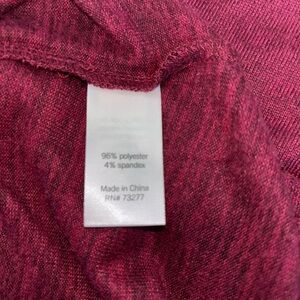 96% polyester
4% spandex
Made in China
RN# 73277